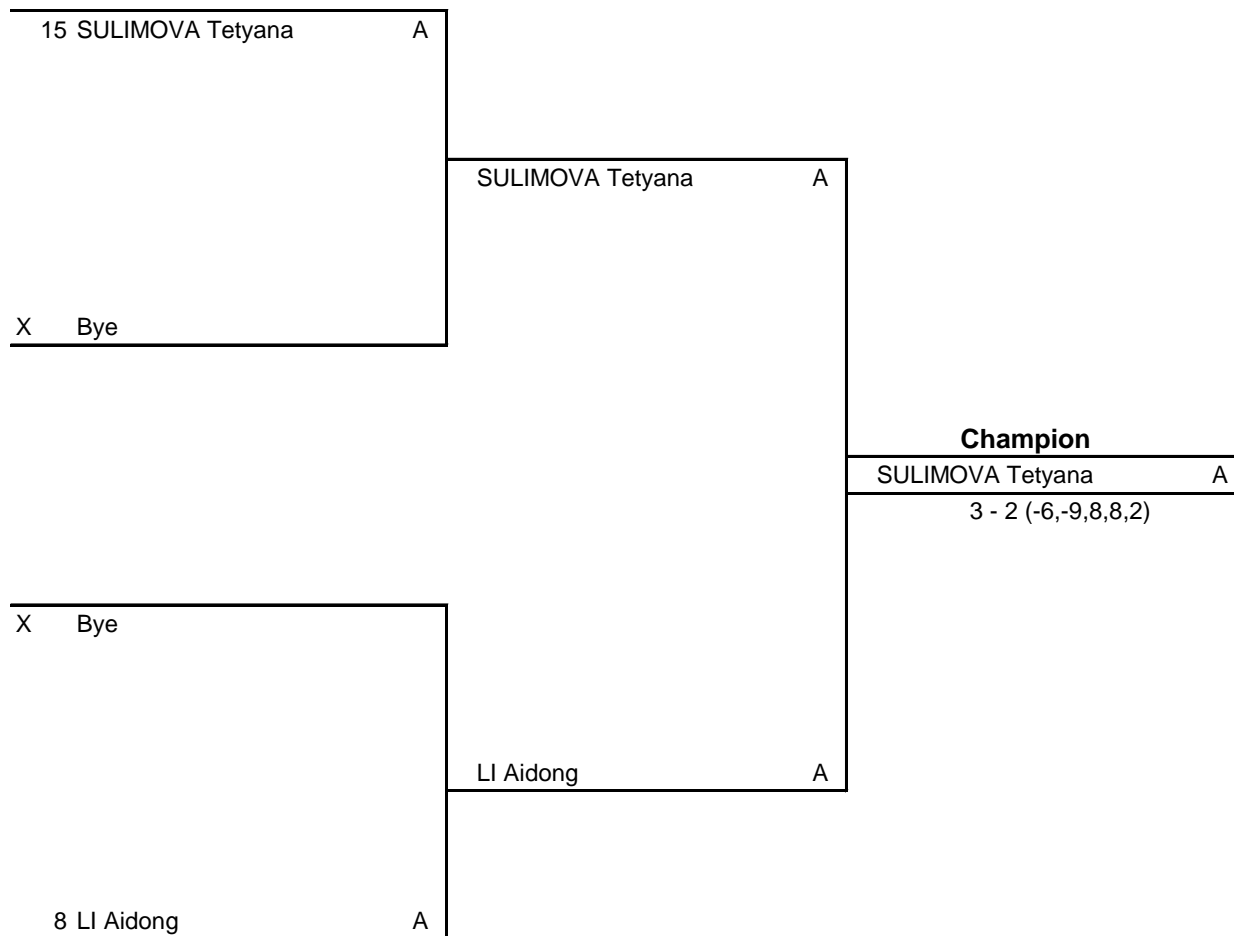 15 SULIMOVA Tetyana A
SULIMOVA Tetyana A
X Bye
Champion
SULIMOVA Tetyana A
3 - 2 (-6,-9,8,8,2)
X Bye
LI Aidong A
8 LI Aidong A